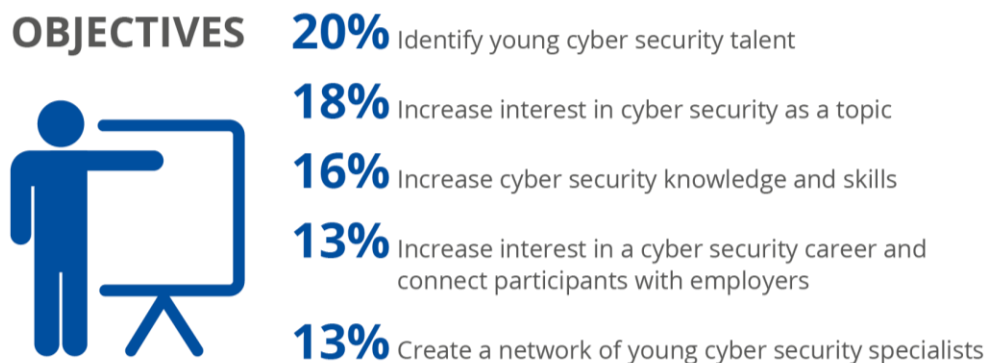 OBJECTIVES
20% Identify young cyber security talent
18% Increase interest in cyber security as a topic
16% Increase cyber security knowledge and skills
13% Increase interest in a cyber security career and
connect participants with employers
13% Create a network of young cyber security specialists